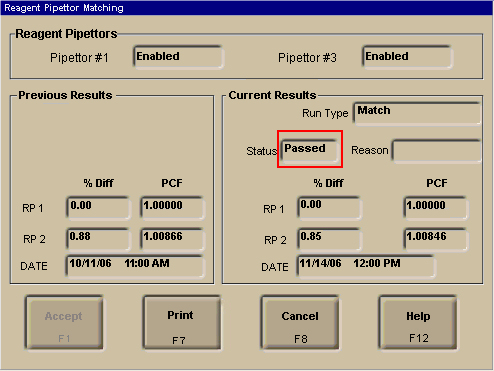 Reagent Pipettor Matching
Reagent Pipettors
Pipettor #1 Enabled Pipettor #3 Enabled
Previous Results
% Diff PCF
RP 1 0.00 1.00000
RP 2 0.88 1.00866
DATE 10/11/06 11:00 AM
Current Results
Run Type Match
Status Passed Reason
% Diff PCF
RP 1 0.00 1.00000
RP 2 0.85 1.00846
DATE 11/14/06 12:00 PM
Accept Print Cancel Help
F1 F7 F8 F12